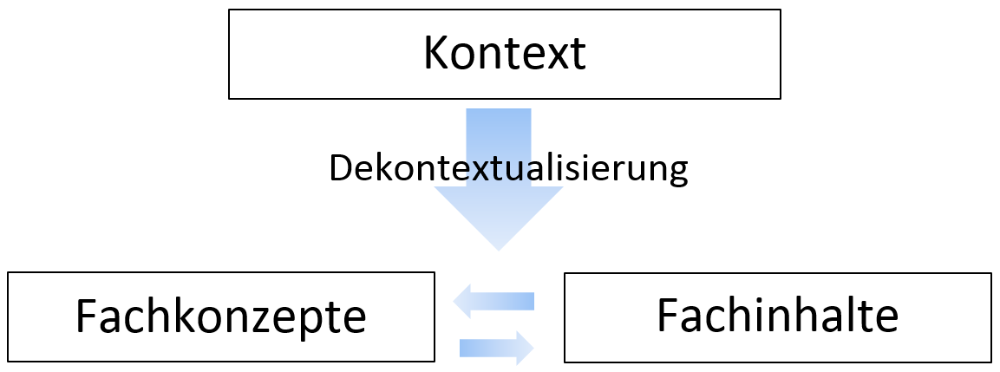 Kontext
Dekontextualisierung
Fachkonzepte
Fachinhalte